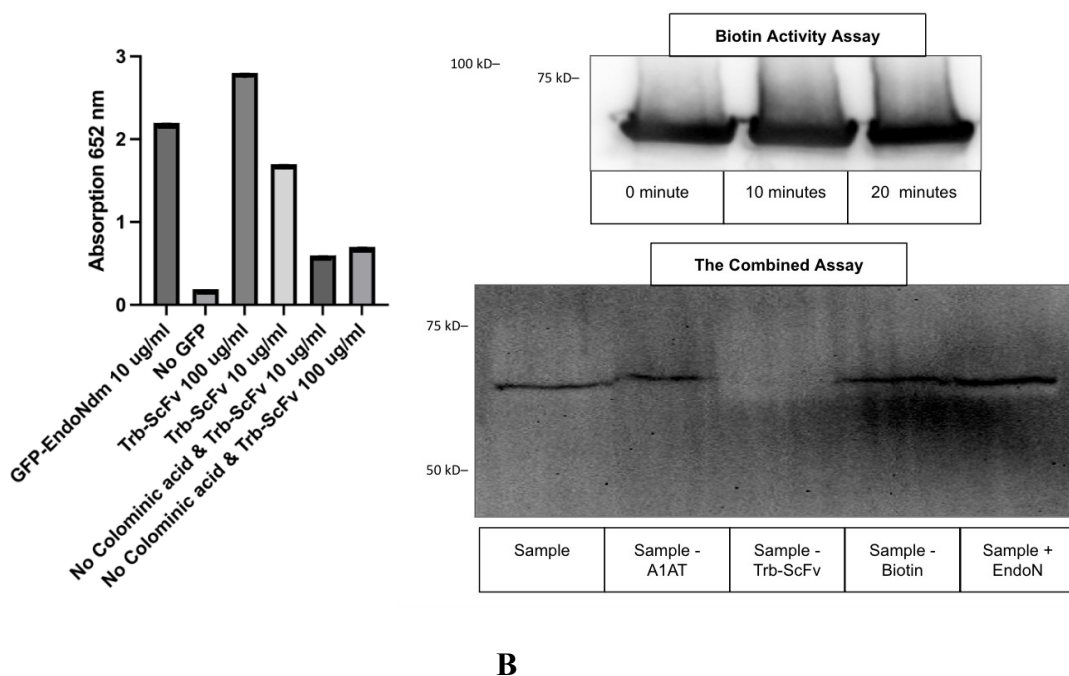 3
2
1
0
Absorption 652 nm
GFP-EndoNdm 10 ug/ml
No GFP
Trb-ScFv 100 ug/ml
Trb-ScFv 10 ug/ml
No Colominic acid & Trb-ScFv 10 ug/ml
No Colominic acid & Trb-ScFv 100 ug/ml
Biotin Activity Assay
100 kD–
75 kD–
0 minute
10 minutes
20 minutes
The Combined Assay
75 kD–
50 kD–
Sample
Sample -
A1AT
Sample -
Trb-ScFv
Sample -
Biotin
Sample +
EndoN
B